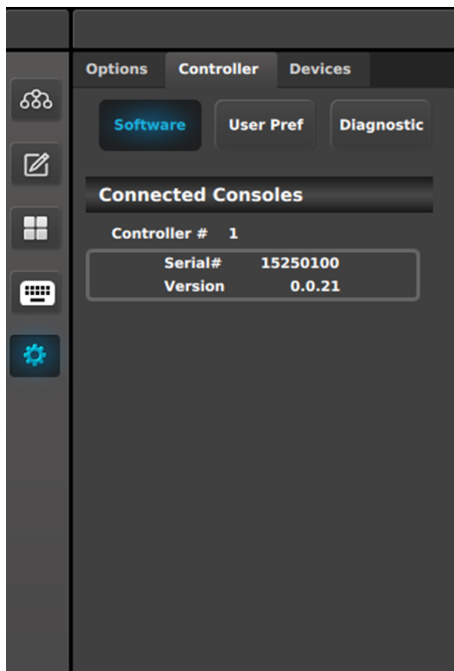 Options Controller Devices
Software User Pref Diagnostic
Connected Consoles
Controller # 1
Serial# 15250100
Version 0.0.21